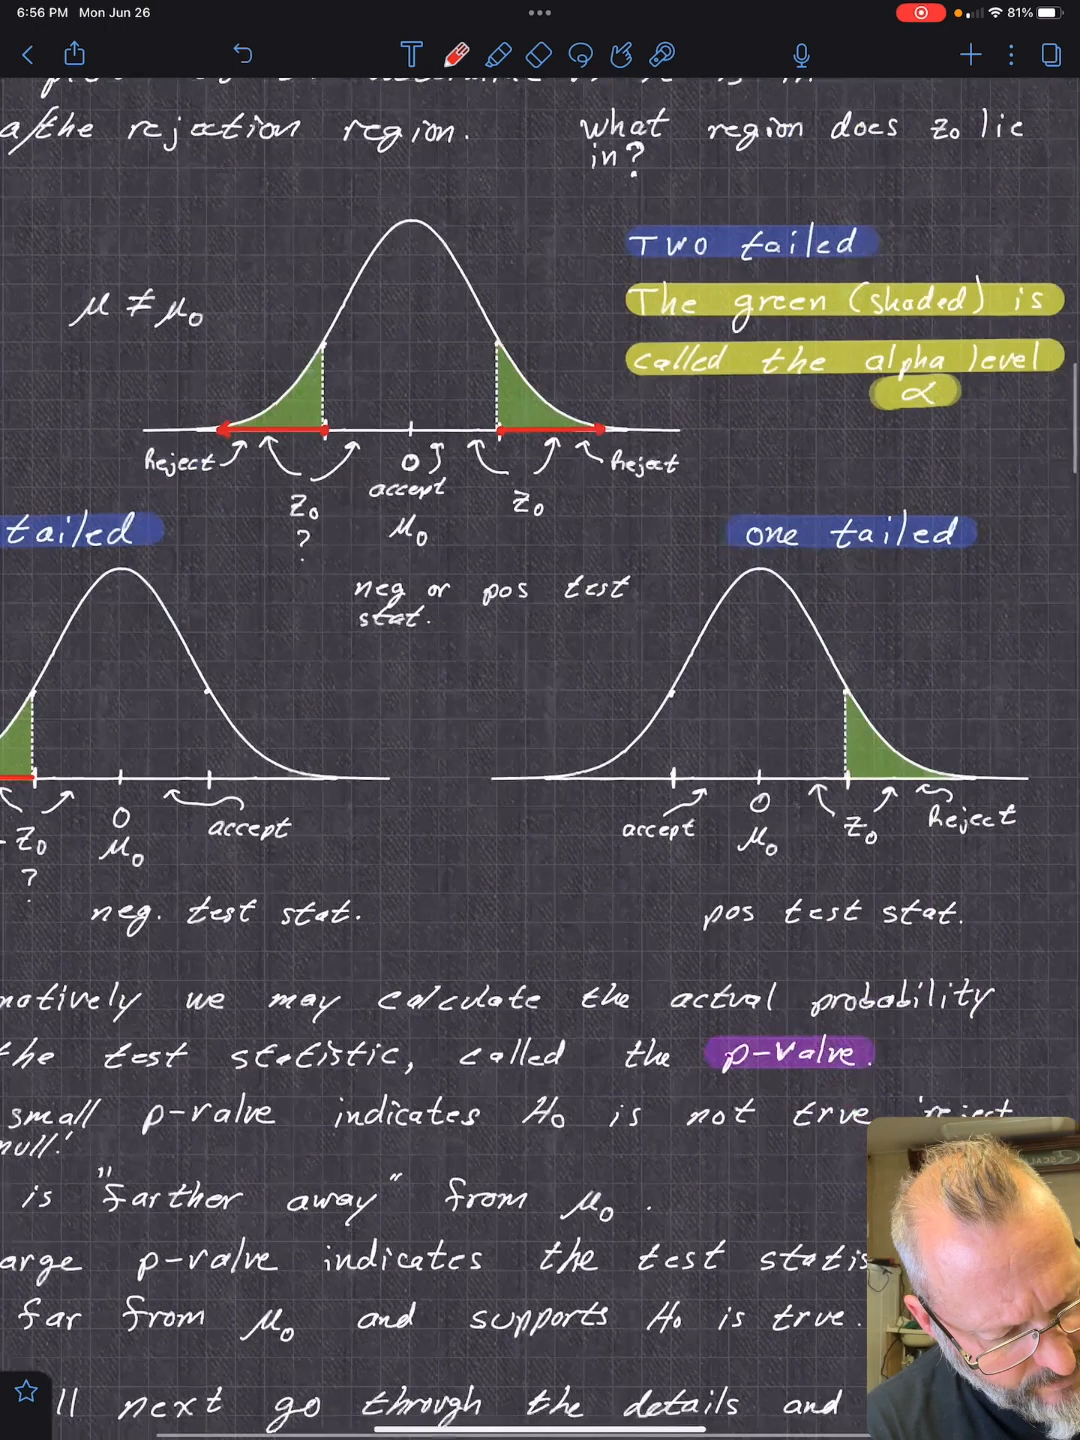 6:56 PM Mon Jun 26
81%
T
a/the rejection region.
what region does z0 lie
in?
Two tailed
The green (shaded) is
called the alpha level
α
μ ≠ μ0
Reject
0
accept
Reject
z0
z0
?
μ0
tailed
one tailed
neg or pos test
stat.
z0
0
μ0
accept
?
accept
0
μ0
z0
Reject
neg. test stat.
pos test stat.
natively we may calculate the actual probability
the test statistic, called the p-value.
small p-value indicates H0 is not true 'reject
null.'
is "farther away" from μ0.
arge p-value indicates the test statis
far from μ0 and supports H0 is true.
ll next go through the details and